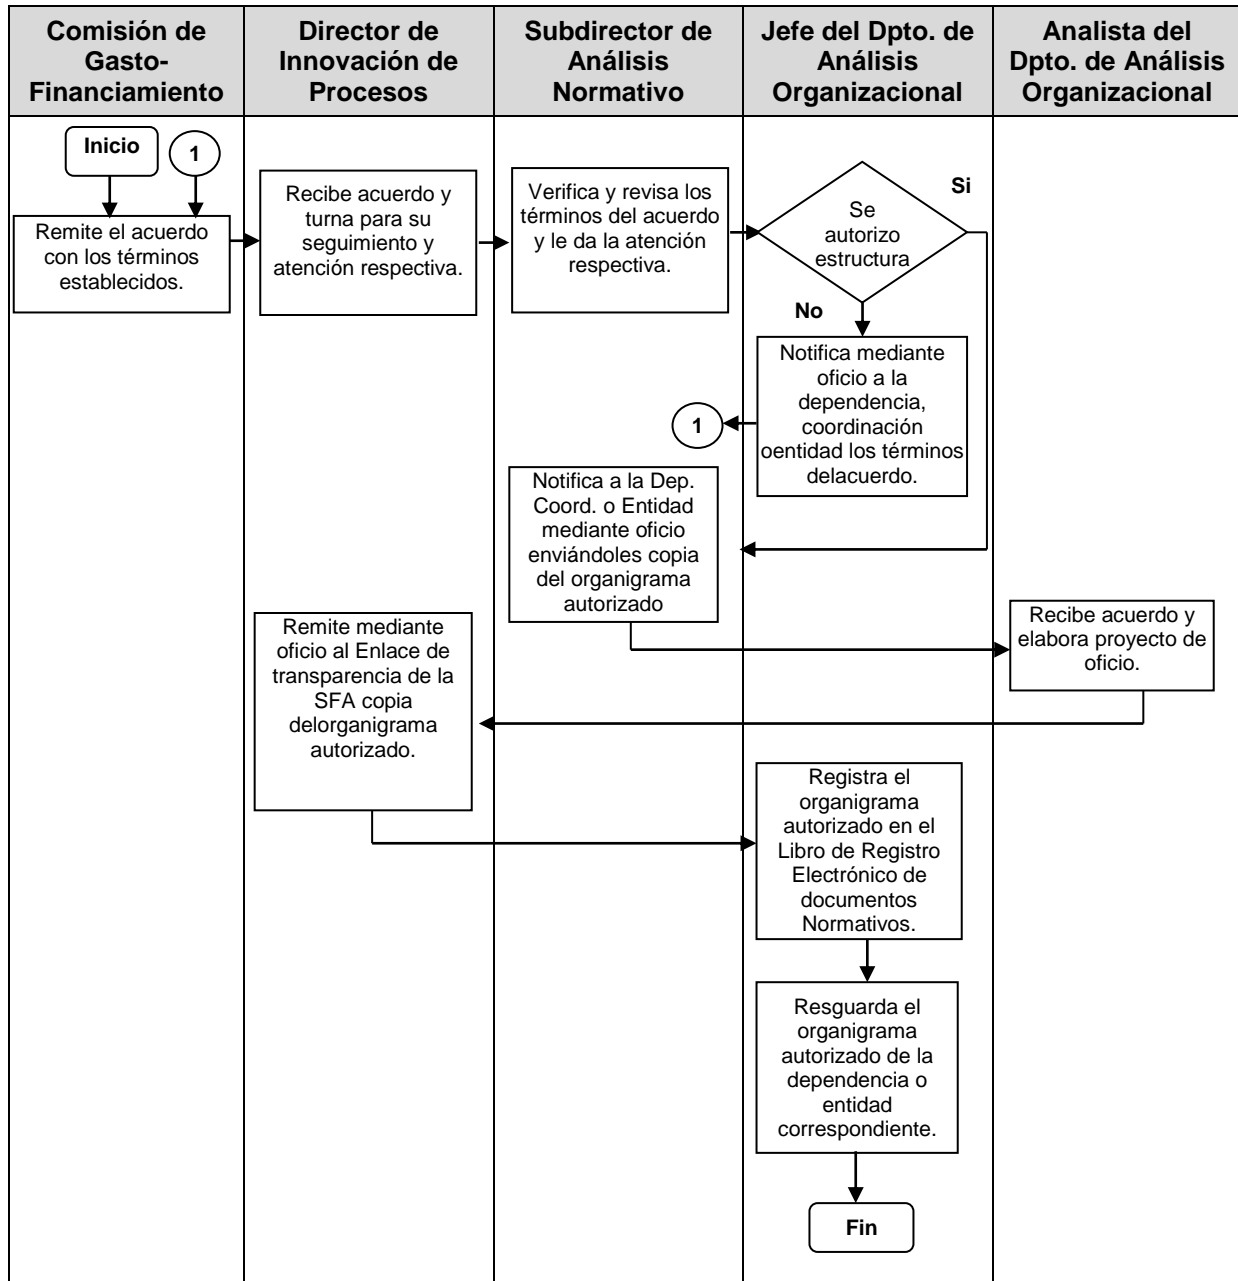 Comisión de
Gasto-
Financiamiento
Director de
Innovación de
Procesos
Subdirector de
Análisis
Normativo
Jefe del Dpto. de
Análisis
Organizacional
Analista del
Dpto. de Análisis
Organizacional
Inicio
1
Remite el acuerdo
con los términos
establecidos.
Recibe acuerdo y
turna para su
seguimiento y
atención respectiva.
Verifica y revisa los
términos del acuerdo
y le da la atención
respectiva.
Se
autorizo
estructura
Si
No
Notifica mediante
oficio a la
dependencia,
coordinación
oentidad los términos
delacuerdo.
1
Notifica a la Dep.
Coord. o Entidad
mediante oficio
enviándoles copia
del organigrama
autorizado
Recibe acuerdo y
elabora proyecto de
oficio.
Remite mediante
oficio al Enlace de
transparencia de la
SFA copia
delorganigrama
autorizado.
Registra el
organigrama
autorizado en el
Libro de Registro
Electrónico de
documentos
Normativos.
Resguarda el
organigrama
autorizado de la
dependencia o
entidad
correspondiente.
Fin